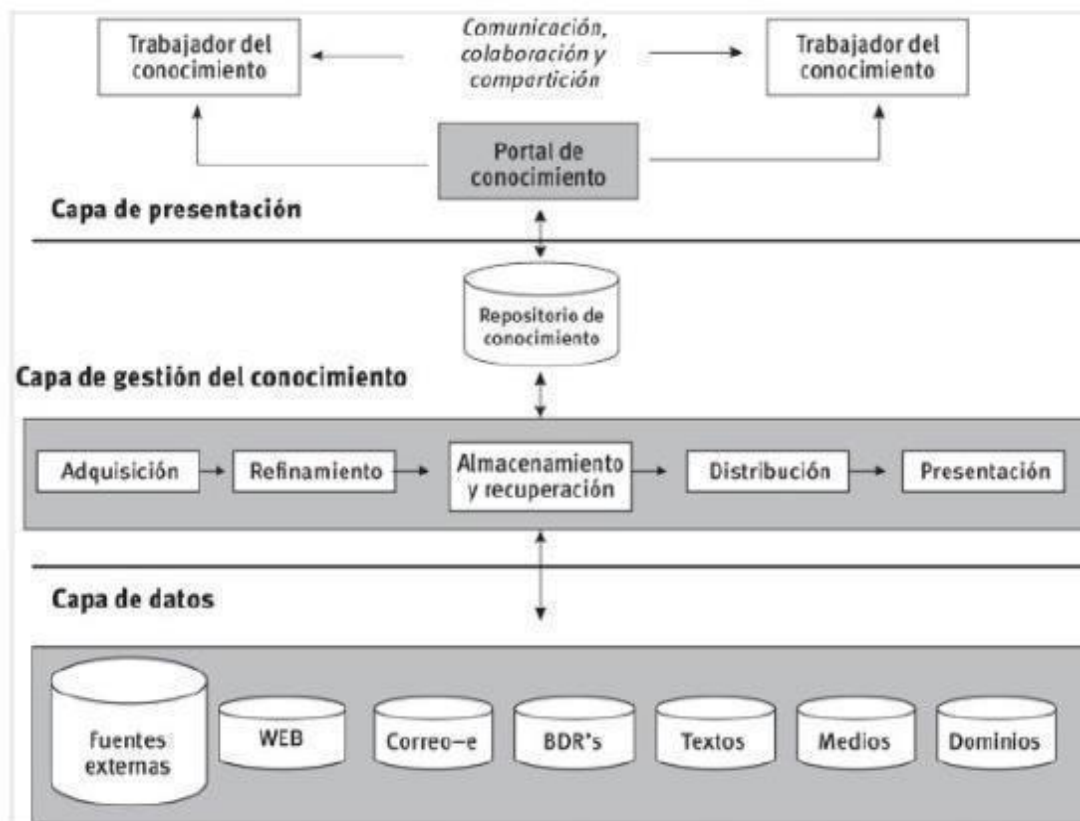 Trabajador del
conocimiento
Comunicación,
colaboración y
compartición
Trabajador del
conocimiento
Portal de
conocimiento
Capa de presentación
Repositorio de
conocimiento
Capa de gestión del conocimiento
Adquisición
Refinamiento
Almacenamiento
y recuperación
Distribución
Presentación
Capa de datos
Fuentes
externas
WEB
Correo-e
BDR's
Textos
Medios
Dominios